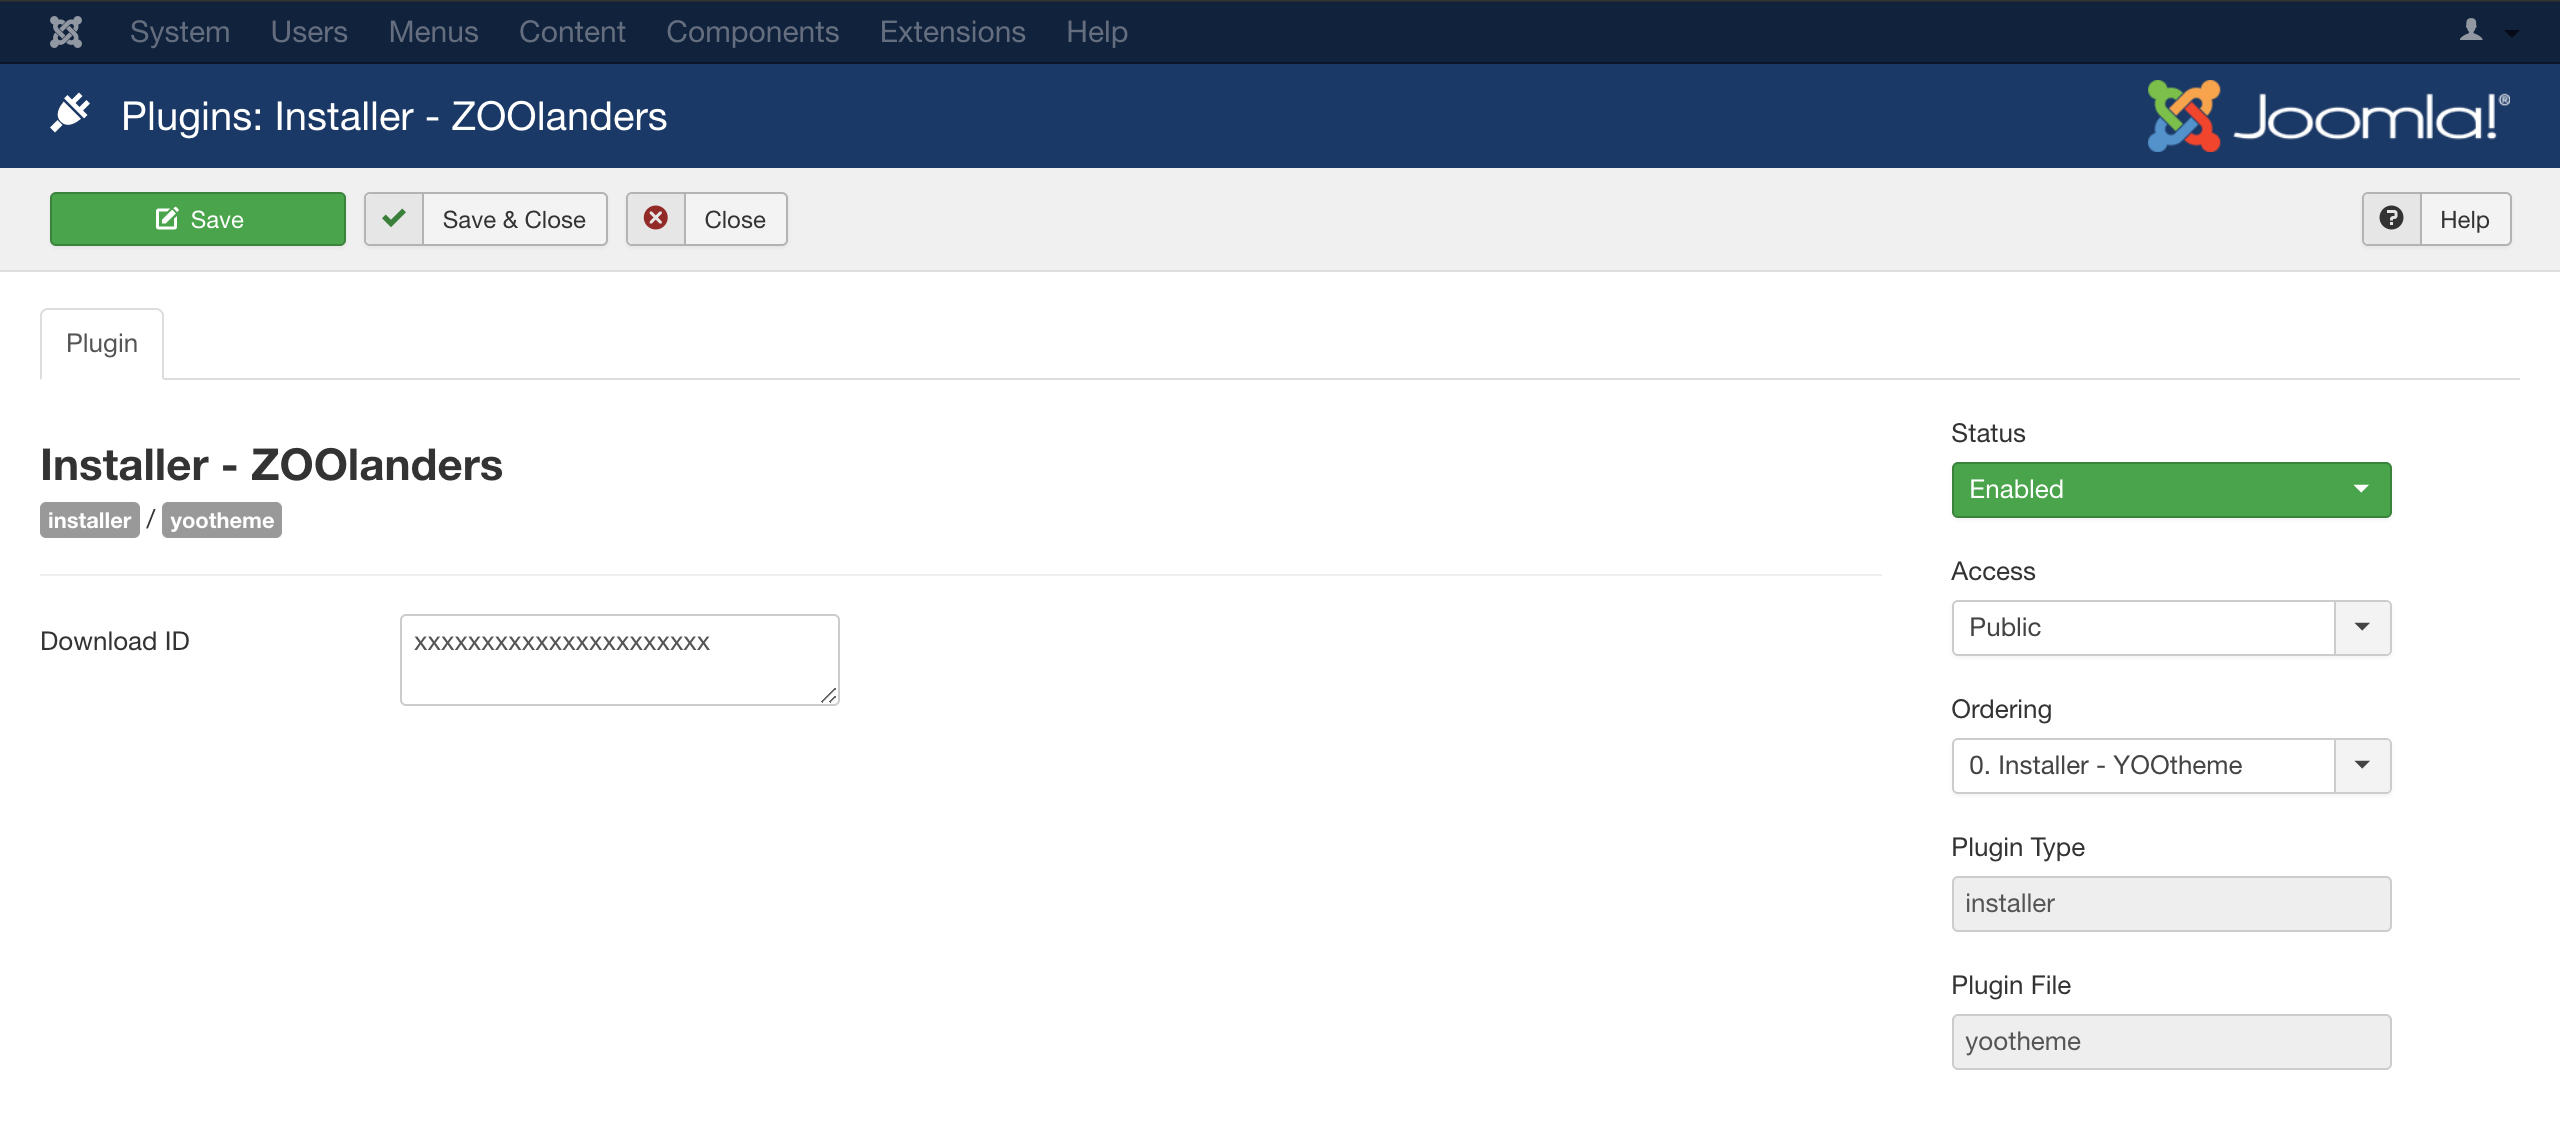 System Users Menus Content Components Extensions Help
Plugins: Installer - ZOOlanders
Joomla!®
Save
Save & Close
Close
Help
Plugin
Installer - ZOOlanders
installer / yootheme
Download ID
xxxxxxxxxxxxxxxxxxxxxx
Status
Enabled
Access
Public
Ordering
0. Installer - YOOtheme
Plugin Type
installer
Plugin File
yootheme